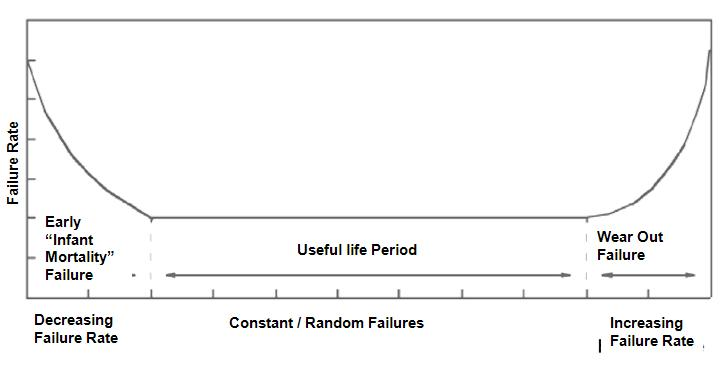 Failure Rate
Early
“Infant
Mortality”
Failure
Useful life Period
Wear Out
Failure
Decreasing
Failure Rate
Constant / Random Failures
Increasing
Failure Rate